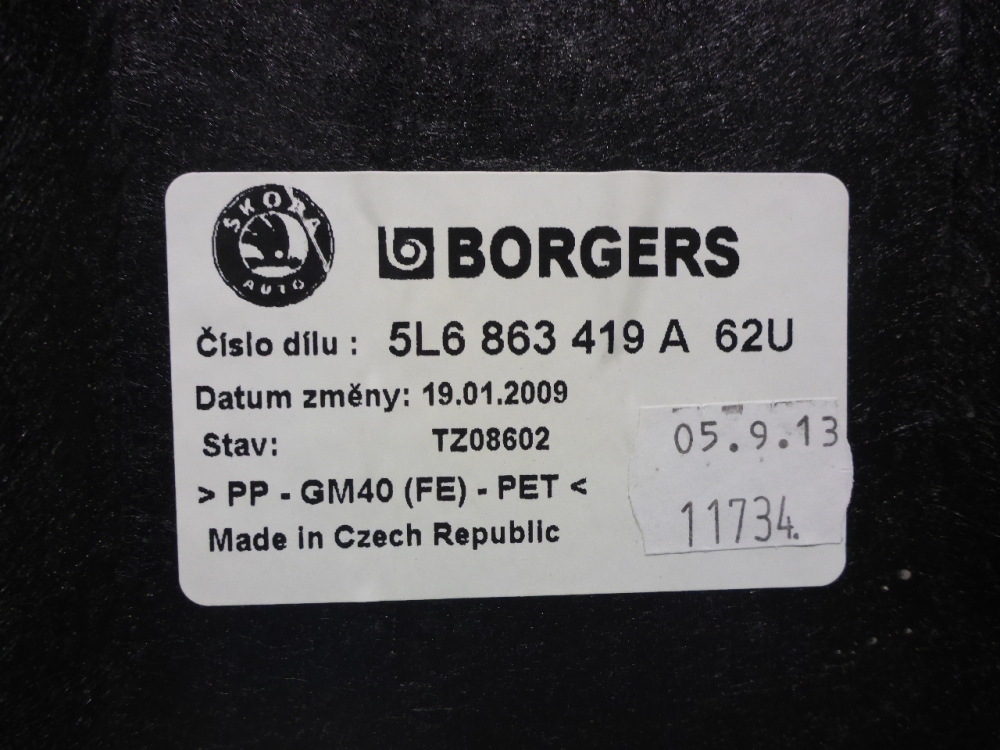 ŠKODA
AUTO
BORGERS
Číslo dílu : 5L6 863 419 A 62U
Datum změny: 19.01.2009
Stav: TZ08602
> PP - GM40 (FE) - PET <
Made in Czech Republic
05.9.13
11734.